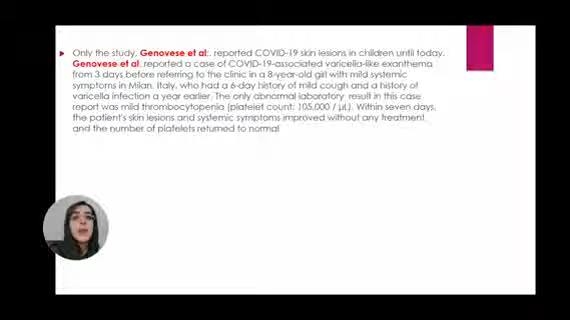 Only the study, Genovese et al;. reported COVID-19 skin lesions in children until today.
Genovese et al. reported a case of COVID-19-associated varicella-like exanthema
from 3 days before referring to the clinic in a 8-year-old girl with mild systemic
symptoms in Milan, Italy, who had a 6-day history of mild cough and a history of
varicella infection a year earlier. The only abnormal laboratory result in this case
report was mild thrombocytopenia (platelet count: 105,000 / µL). Within seven days,
the patient's skin lesions and systemic symptoms improved without any treatment
and the number of platelets returned to normal